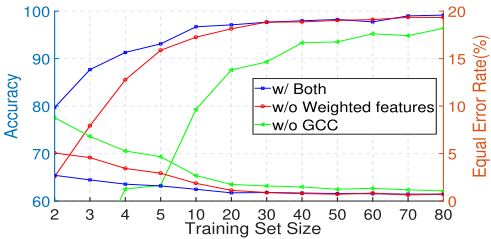 100
90
80
70
60
Accuracy
20
15
10
5
0
Equal Error Rate(%)
w/ Both
w/o Weighted features
w/o GCC
2 3 4 5 10 20 30 40 50 60 70 80
Training Set Size